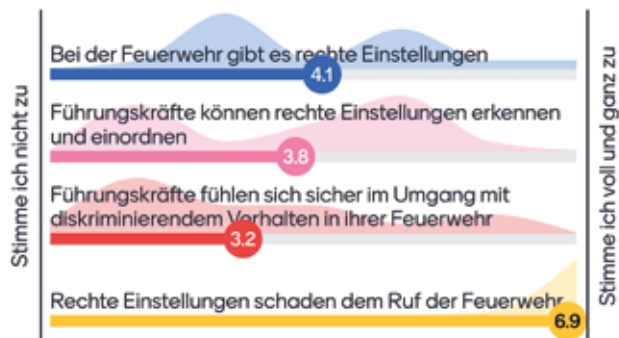 Stimme ich nicht zu
Bei der Feuerwehr gibt es rechte Einstellungen
4.1
Führungskräfte können rechte Einstellungen erkennen
und einordnen
3.8
Führungskräfte fühlen sich sicher im Umgang mit
diskriminierendem Verhalten in ihrer Feuerwehr
3.2
Rechte Einstellungen schaden dem Ruf der Feuerwehr
6.9
Stimme ich voll und ganz zu